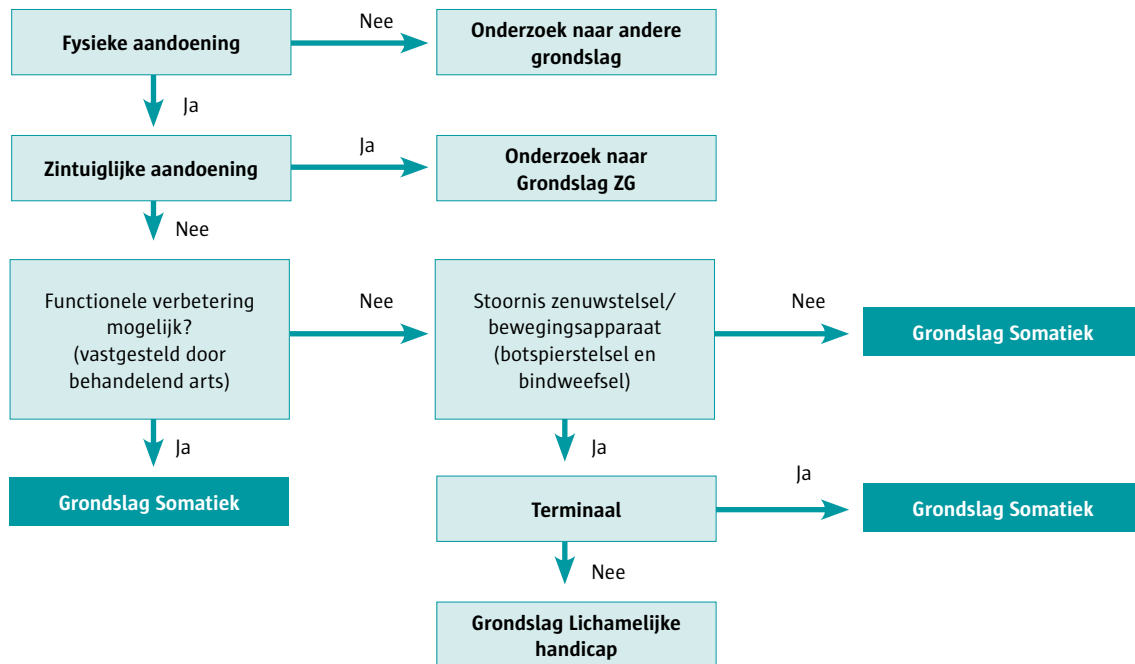 Fysieke aandoening
Nee
Onderzoek naar andere
grondslag
Ja
Zintuiglijke aandoening
Ja
Onderzoek naar
Grondslag ZG
Nee
Functionele verbetering
mogelijk?
(vastgesteld door
behandelend arts)
Nee
Stoornis zenuwstelsel/
bewegingsapparaat
(botspierstelsel en
bindweefsel)
Nee
Grondslag Somatiek
Ja
Grondslag Somatiek
Ja
Terminaal
Ja
Grondslag Somatiek
Nee
Grondslag Lichamelijke
handicap